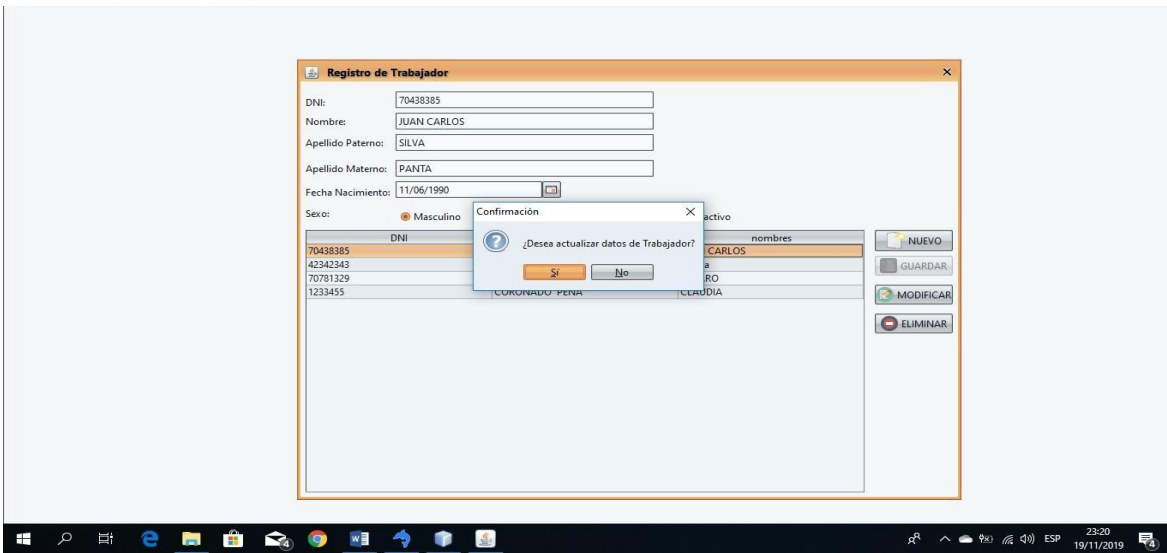 Registro de Trabajador
DNI: 70438385
Nombre: JUAN CARLOS
Apellido Paterno: SILVA
Apellido Materno: PANTA
Fecha Nacimiento: 11/06/1990
Sexo: Masculino
Confirmación
¿Desea actualizar datos de Trabajador?
Sí No
activo
DNI nombres
70438385 CARLOS
42342343 a
70781329 RO
1233455 CORONADO PEÑA CLAUDIA
NUEVO
GUARDAR
MODIFICAR
ELIMINAR
ESP
23:20
19/11/2019